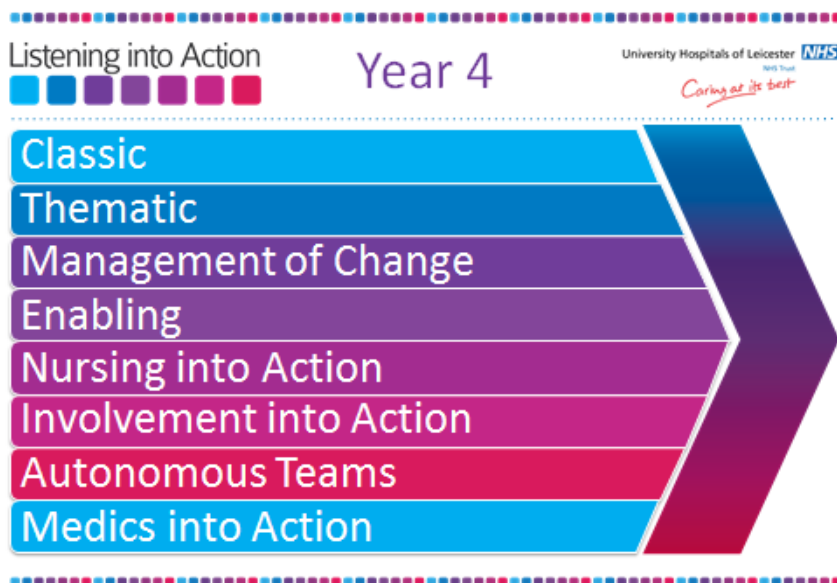 Listening into Action
Year 4
University Hospitals of Leicester NHS
NHS Trust
Caring at its best
Classic
Thematic
Management of Change
Enabling
Nursing into Action
Involvement into Action
Autonomous Teams
Medics into Action